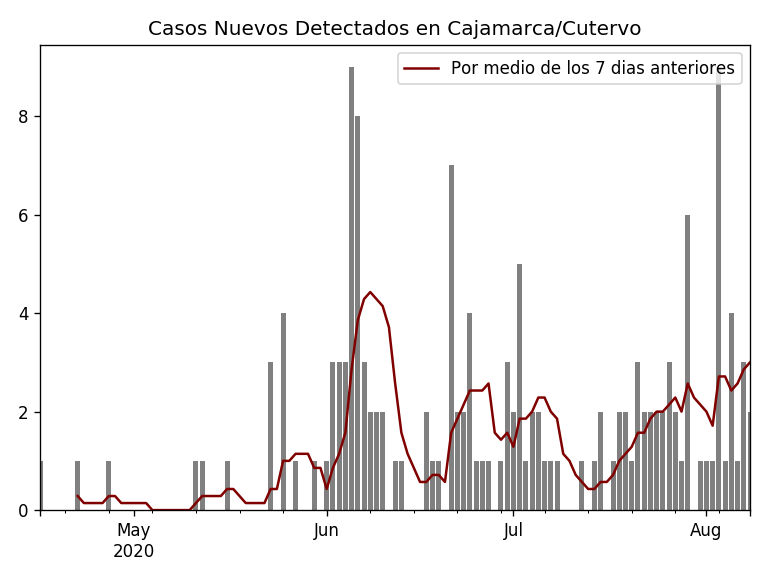 Casos Nuevos Detectados en Cajamarca/Cutervo
Por medio de los 7 dias anteriores
8
6
4
2
0
May
2020
Jun
Jul
Aug